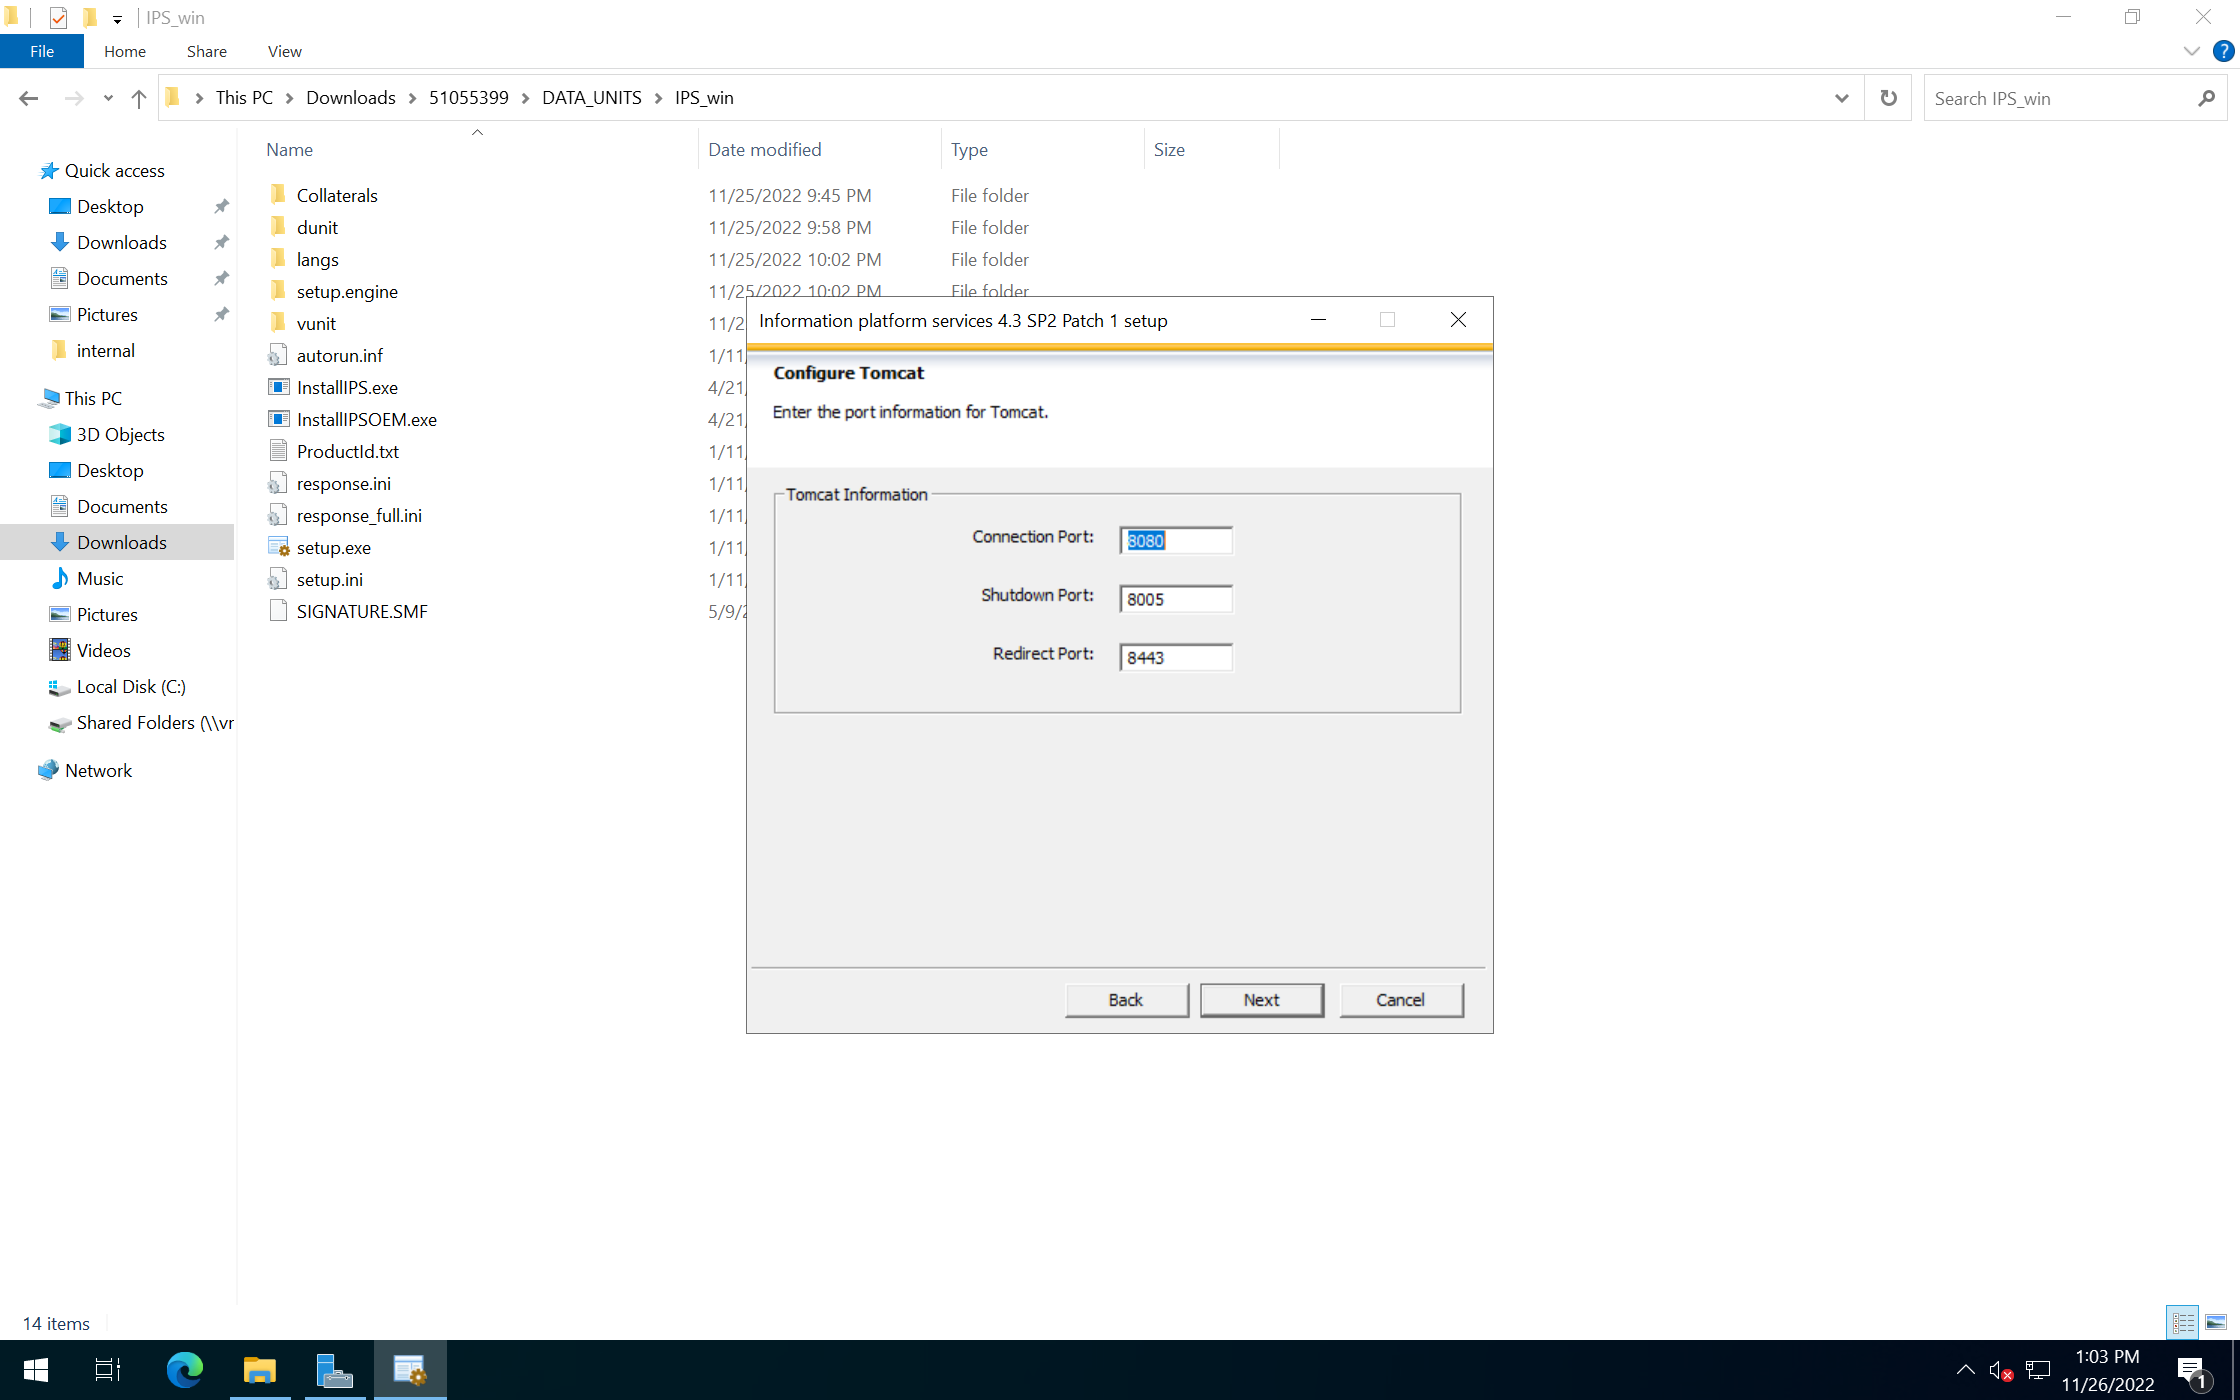 IPS_win
File
Home
Share
View
This PC
Downloads
51055399
DATA_UNITS
IPS_win
Search IPS_win
Name
Date modified
Type
Size
Quick access
Desktop
Downloads
Documents
Pictures
internal
This PC
3D Objects
Desktop
Documents
Downloads
Music
Pictures
Videos
Local Disk (C:)
Shared Folders (\\vr
Network
Collaterals 11/25/2022 9:45 PM File folder
dunit 11/25/2022 9:58 PM File folder
langs 11/25/2022 10:02 PM File folder
setup.engine 11/25/2022 10:02 PM File folder
vunit 11/2
autorun.inf 1/11/
InstallIPS.exe 4/21/
InstallIPSOEM.exe 4/21/
ProductId.txt 1/11/
response.ini 1/11/
response_full.ini 1/11/
setup.exe 1/11/
setup.ini 1/11/
SIGNATURE.SMF 5/9/2
Information platform services 4.3 SP2 Patch 1 setup
Configure Tomcat
Enter the port information for Tomcat.
Tomcat Information
Connection Port: 8080
Shutdown Port: 8005
Redirect Port: 8443
Back
Next
Cancel
14 items
1:03 PM
11/26/2022
1